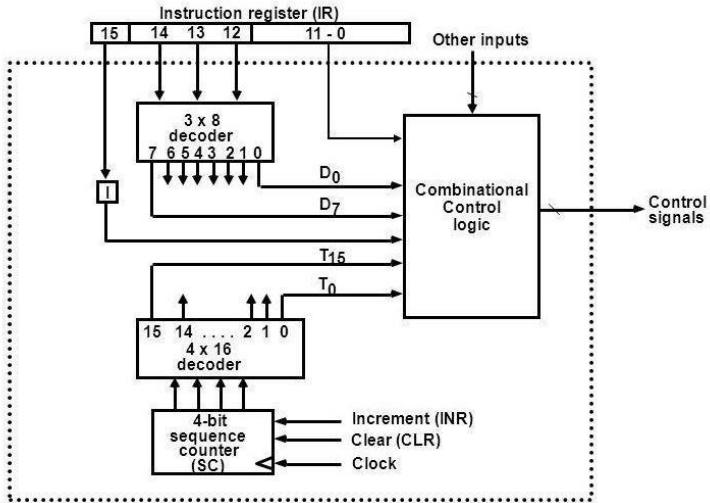 Instruction register (IR)
15 14 13 12 11 - 0
Other inputs
3 x 8
decoder
7 6 5 4 3 2 1 0
D0
I
D7
Combinational
Control
logic
Control
signals
T15
T0
15 14 . . . . 2 1 0
4 x 16
decoder
4-bit
sequence
counter
(SC)
Increment (INR)
Clear (CLR)
Clock